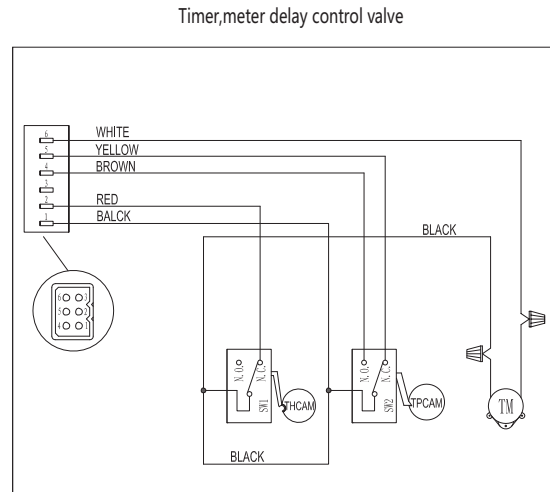 Timer,meter delay control valve
6 WHITE
5 YELLOW
4 BROWN
3
2 RED
1 BALCK
BLACK
6 3
5 2
4 1
N. O. N. C.
SW1
THCAM
N. O. N. C.
SW2
TPCAM
TM
BLACK